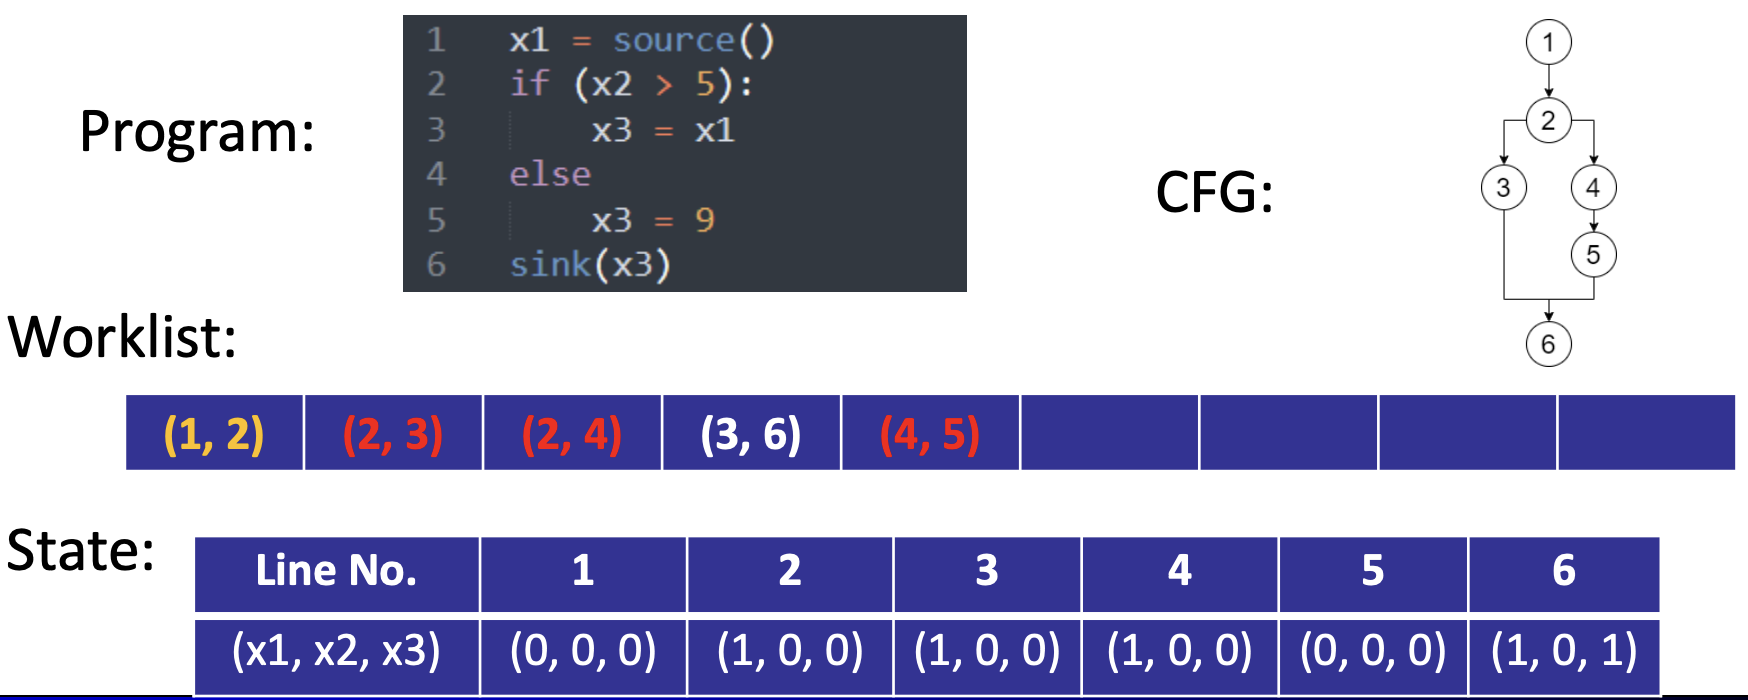 Program:
1 x1 = source()
2 if (x2 > 5):
3 x3 = x1
4 else
5 x3 = 9
6 sink(x3)
CFG:
1
2
3 4
5
6
Worklist:
(1, 2) (2, 3) (2, 4) (3, 6) (4, 5)
State:
Line No. 1 2 3 4 5 6
(x1, x2, x3) (0, 0, 0) (1, 0, 0) (1, 0, 0) (1, 0, 0) (0, 0, 0) (1, 0, 1)